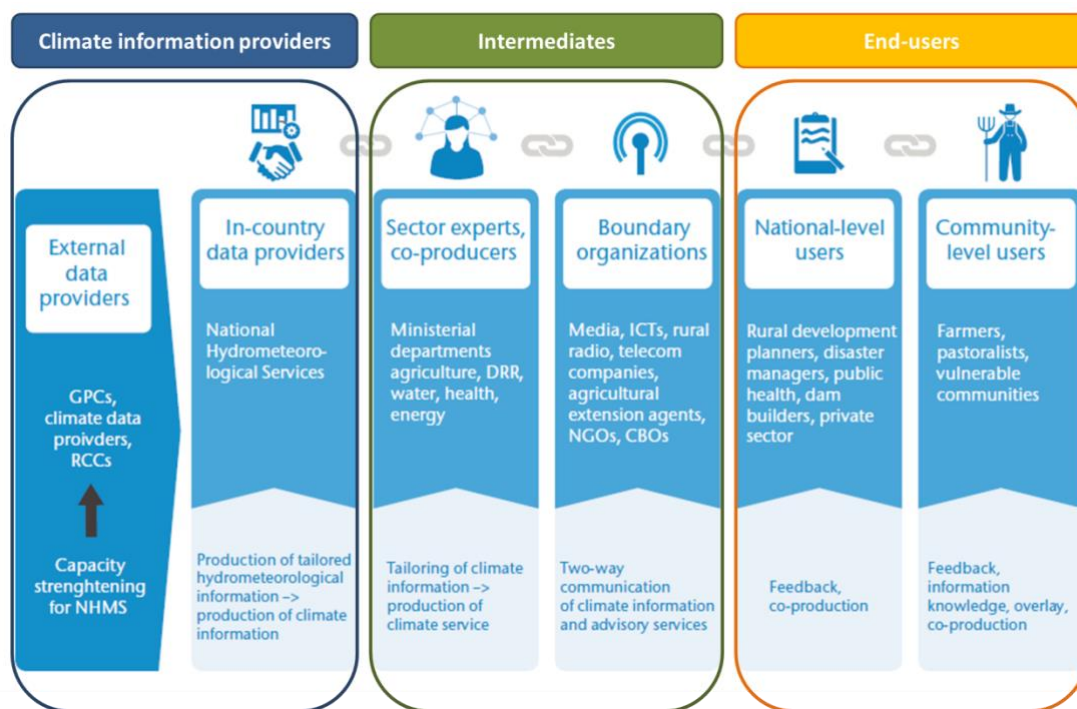 Climate information providers
Intermediates
End-users
External
data
providers
GPCs,
climate data
proivders,
RCCs
Capacity
strenghtening
for NHMS
In-country
data providers
National
Hydrometeoro-
logical Services
Production of tailored
hydrometeorological
information –>
production of climate
information
Sector experts,
co-producers
Ministerial
departments
agriculture, DRR,
water, health,
energy
Tailoring of climate
information –>
production of
climate service
Boundary
organizations
Media, ICTs, rural
radio, telecom
companies,
agricultural
extension agents,
NGOs, CBOs
Two-way
communication
of climate information
and advisory services
National-level
users
Rural development
planners, disaster
managers, public
health, dam
builders, private
sector
Feedback,
co-production
Community-
level users
Farmers,
pastoralists,
vulnerable
communities
Feedback,
information
knowledge, overlay,
co-production